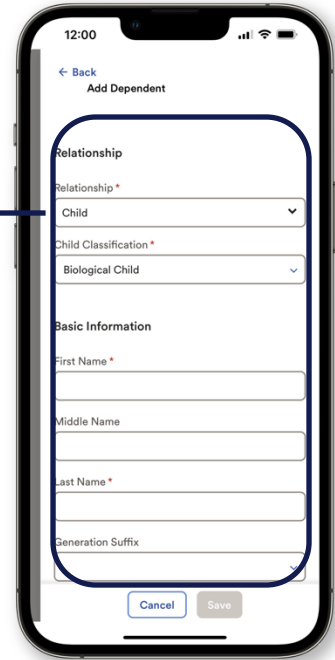 12:00
← Back
Add Dependent
Relationship
Relationship *
Child
Child Classification *
Biological Child
Basic Information
First Name *
Middle Name
Last Name *
Generation Suffix
Cancel Save